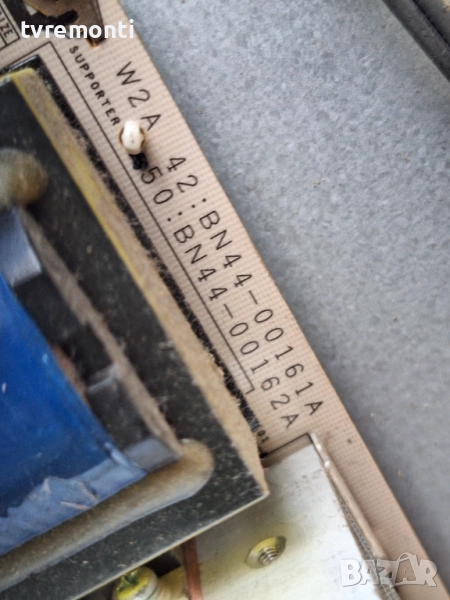 tvremonti
SUPPORTER
W2A
42:BN44-00161A
50:BN44-00162A
BAZAR